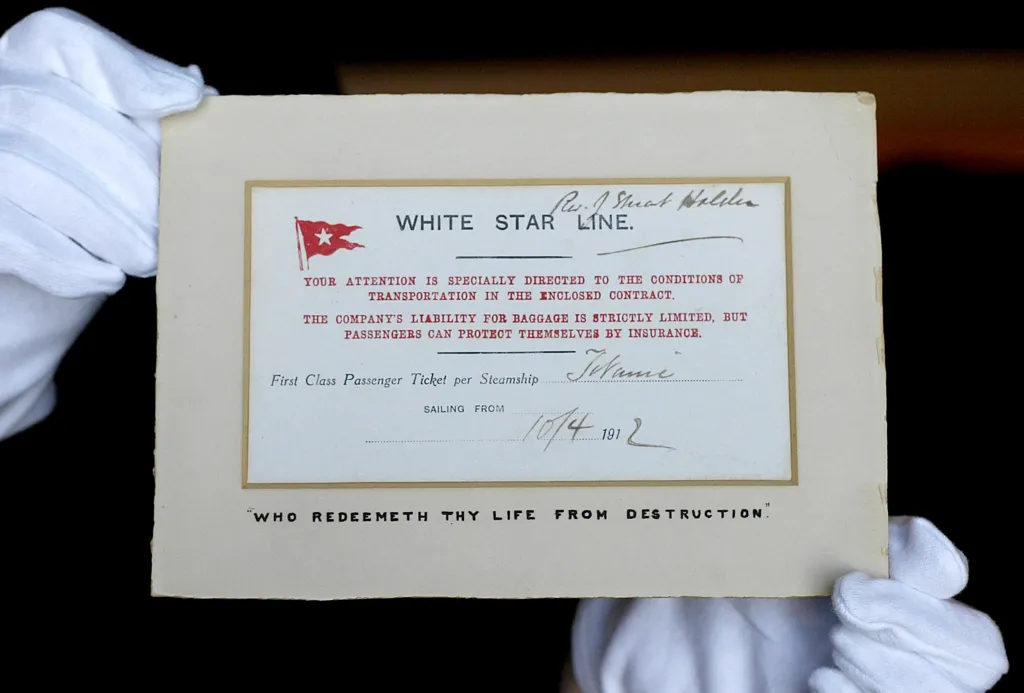 Rev. J Stuart Holden
WHITE STAR LINE.
YOUR ATTENTION IS SPECIALLY DIRECTED TO THE CONDITIONS OF
TRANSPORTATION IN THE ENCLOSED CONTRACT.
THE COMPANY'S LIABILITY FOR BAGGAGE IS STRICTLY LIMITED, BUT
PASSENGERS CAN PROTECT THEMSELVES BY INSURANCE.
First Class Passenger Ticket per Steamship Titanic
SAILING FROM
10/4 1912
"WHO REDEEMETH THY LIFE FROM DESTRUCTION."